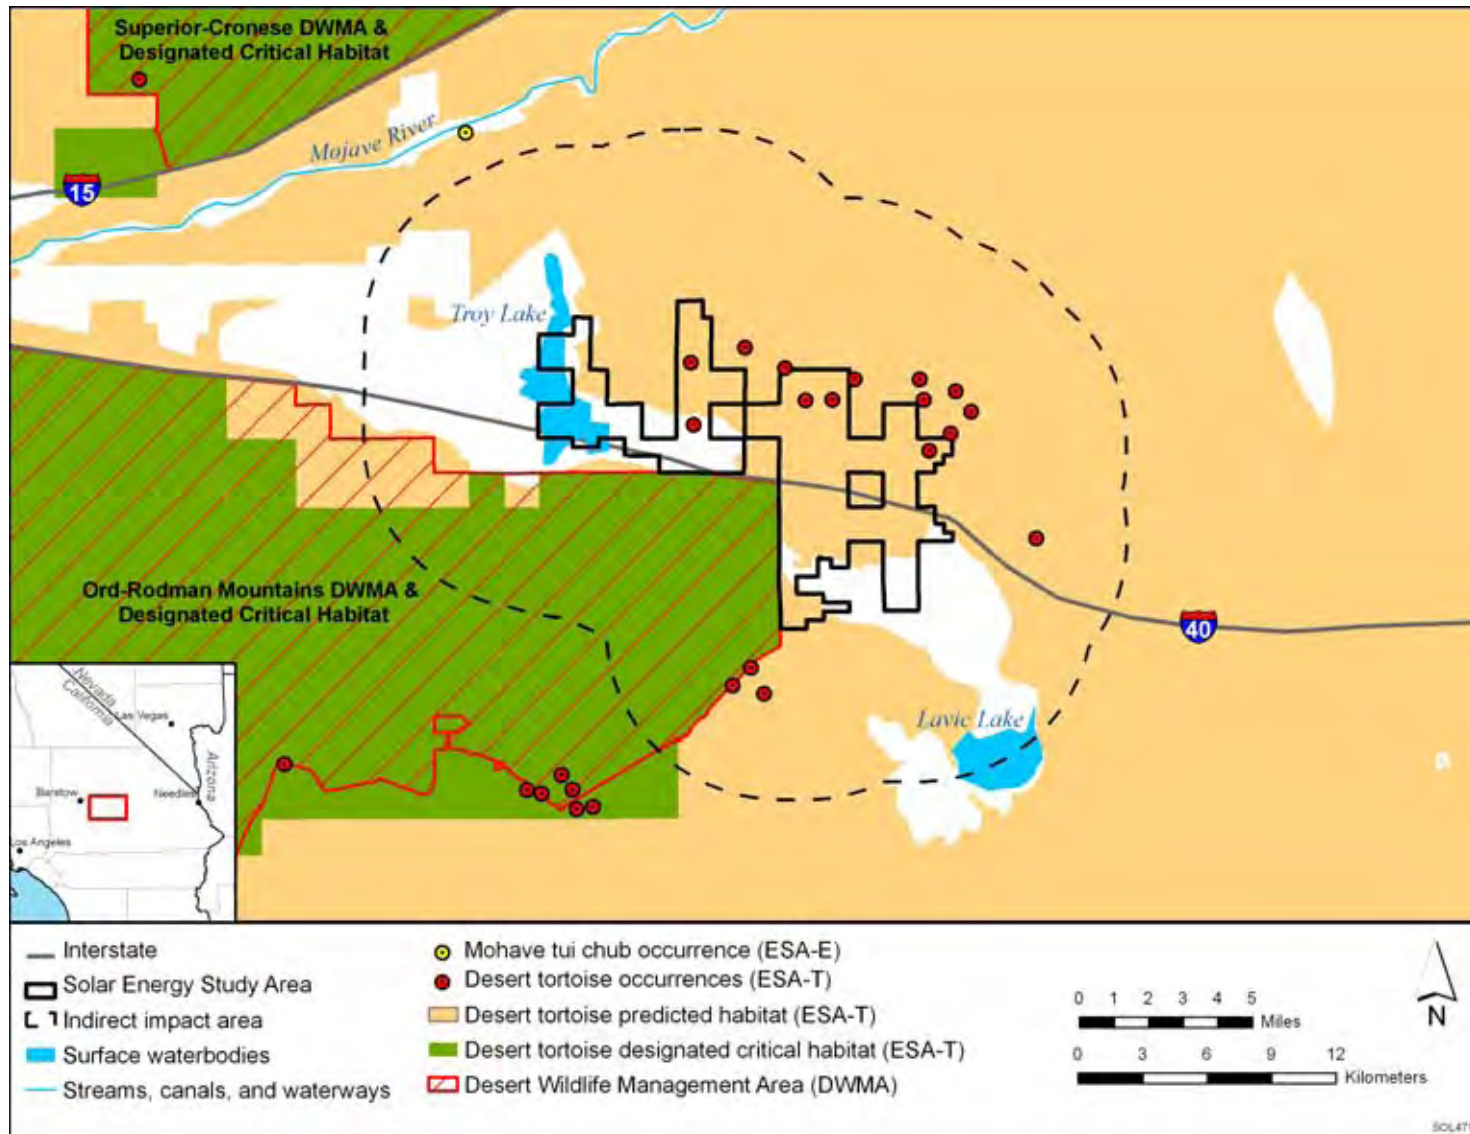 Superior-Cronese DWMA &
Designated Critical Habitat
Mojave River
15
Troy Lake
Ord-Rodman Mountains DWMA &
Designated Critical Habitat
40
Lavic Lake
Nevada
California
Las Vegas
Arizona
Barstow
Needles
Los Angeles
Interstate
Solar Energy Study Area
Indirect impact area
Surface waterbodies
Streams, canals, and waterways
Mohave tui chub occurrence (ESA-E)
Desert tortoise occurrences (ESA-T)
Desert tortoise predicted habitat (ESA-T)
Desert tortoise designated critical habitat (ESA-T)
Desert Wildlife Management Area (DWMA)
0 1 2 3 4 5
Miles
0 3 6 9 12
Kilometers
N